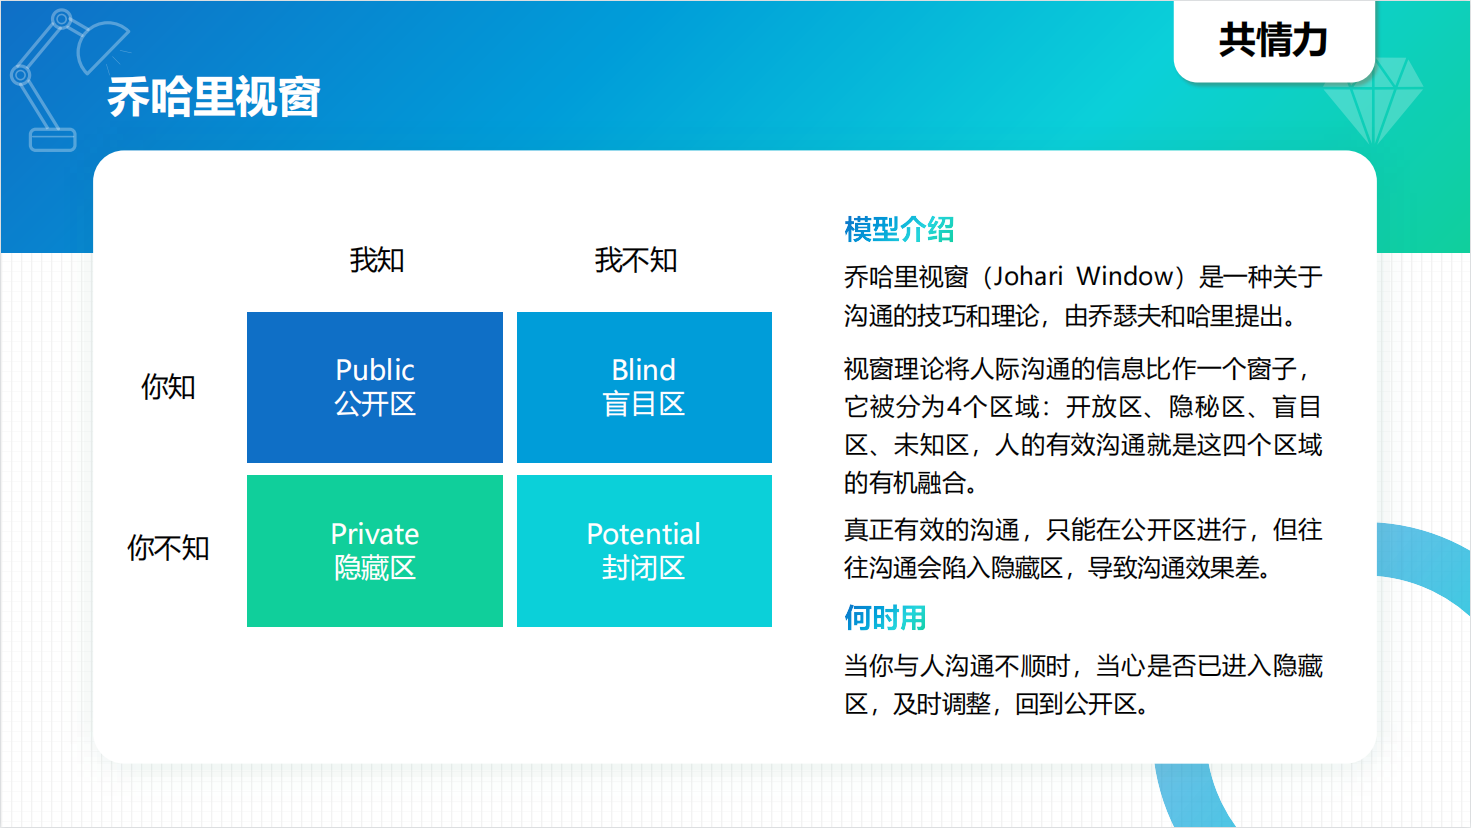 共情力
乔哈里视窗
我知
我不知
你知
Public
公开区
Blind
盲目区
你不知
Private
隐藏区
Potential
封闭区
模型介绍
乔哈里视窗（Johari Window）是一种关于
沟通的技巧和理论，由乔瑟夫和哈里提出。
视窗理论将人际沟通的信息比作一个窗子，
它被分为4个区域：开放区、隐秘区、盲目
区、未知区，人的有效沟通就是这四个区域
的有机融合。
真正有效的沟通，只能在公开区进行，但往
往沟通会陷入隐藏区，导致沟通效果差。
何时用
当你与人沟通不顺时，当心是否已进入隐藏
区，及时调整，回到公开区。